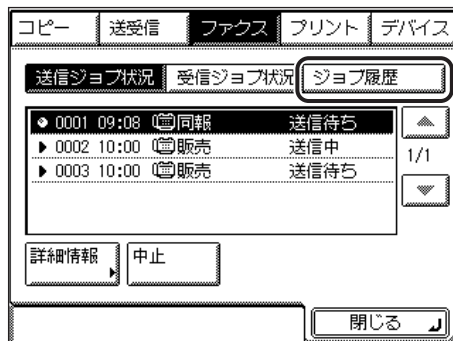 コピー 送受信 ファクス プリント デバイス
送信ジョブ状況 受信ジョブ状況 ジョブ履歴
0001 09:08 同報 送信待ち
0002 10:00 販売 送信中
0003 10:00 販売 送信待ち
1/1
詳細情報 中止
閉じる